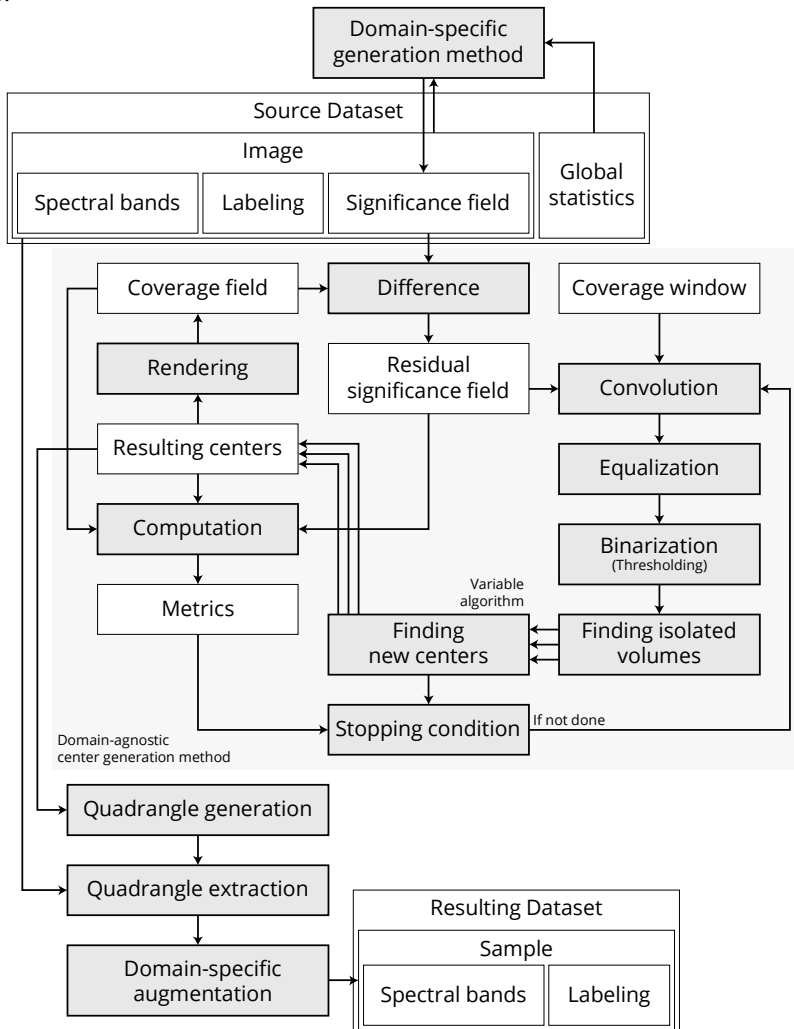 Domain-specific
generation method
Source Dataset
Image
Spectral bands
Labeling
Significance field
Global
statistics
Coverage field
Difference
Coverage window
Rendering
Residual
significance field
Convolution
Resulting centers
Equalization
Computation
Binarization
(Thresholding)
Variable
algorithm
Metrics
Finding
new centers
Finding isolated
volumes
Stopping condition
If not done
Domain-agnostic
center generation method
Quadrangle generation
Quadrangle extraction
Resulting Dataset
Sample
Domain-specific
augmentation
Spectral bands
Labeling